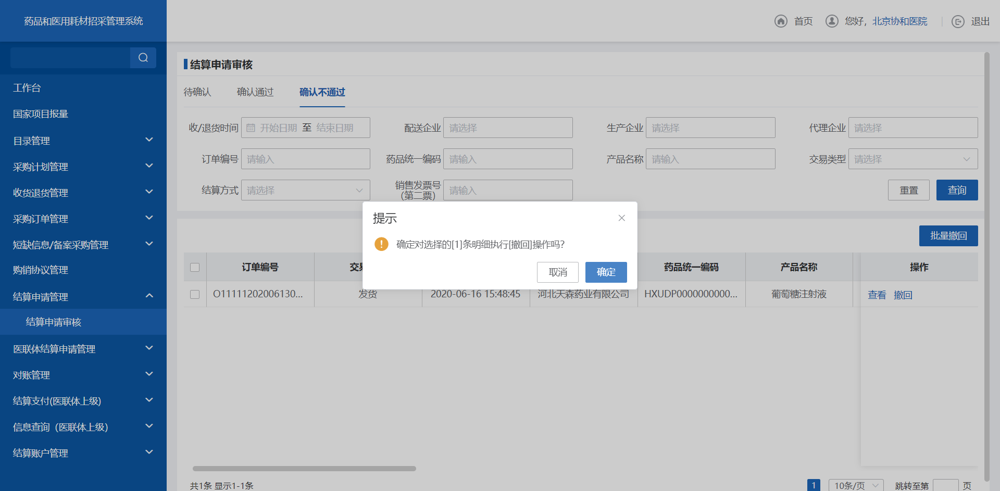 药品和医用耗材招采管理系统
首页
您好，北京协和医院
退出
工作台
国家项目报量
目录管理
采购计划管理
收货退货管理
采购订单管理
短缺信息/备案采购管理
购销协议管理
结算申请管理
结算申请审核
医联体结算申请管理
对账管理
结算支付(医联体上级)
信息查询（医联体上级）
结算账户管理
结算申请审核
待确认 确认通过 确认不通过
收/退货时间 开始日期 至 结束日期 配送企业 请选择 生产企业 请选择 代理企业 请选择
订单编号 请输入 药品统一编码 请输入 产品名称 请输入 交易类型 请选择
结算方式 请选择 销售发票号（第二票） 请输入 重置 查询
提示
确定对选择的[1]条明细执行[撤回]操作吗?
取消 确定
批量撤回
订单编号 交易 药品统一编码 产品名称 操作
O11111202006130... 发货 2020-06-16 15:48:45 河北天森药业有限公司 HXUDP0000000000... 葡萄糖注射液 查看 撤回
共1条 显示1-1条 1 10条/页 跳转至第 页